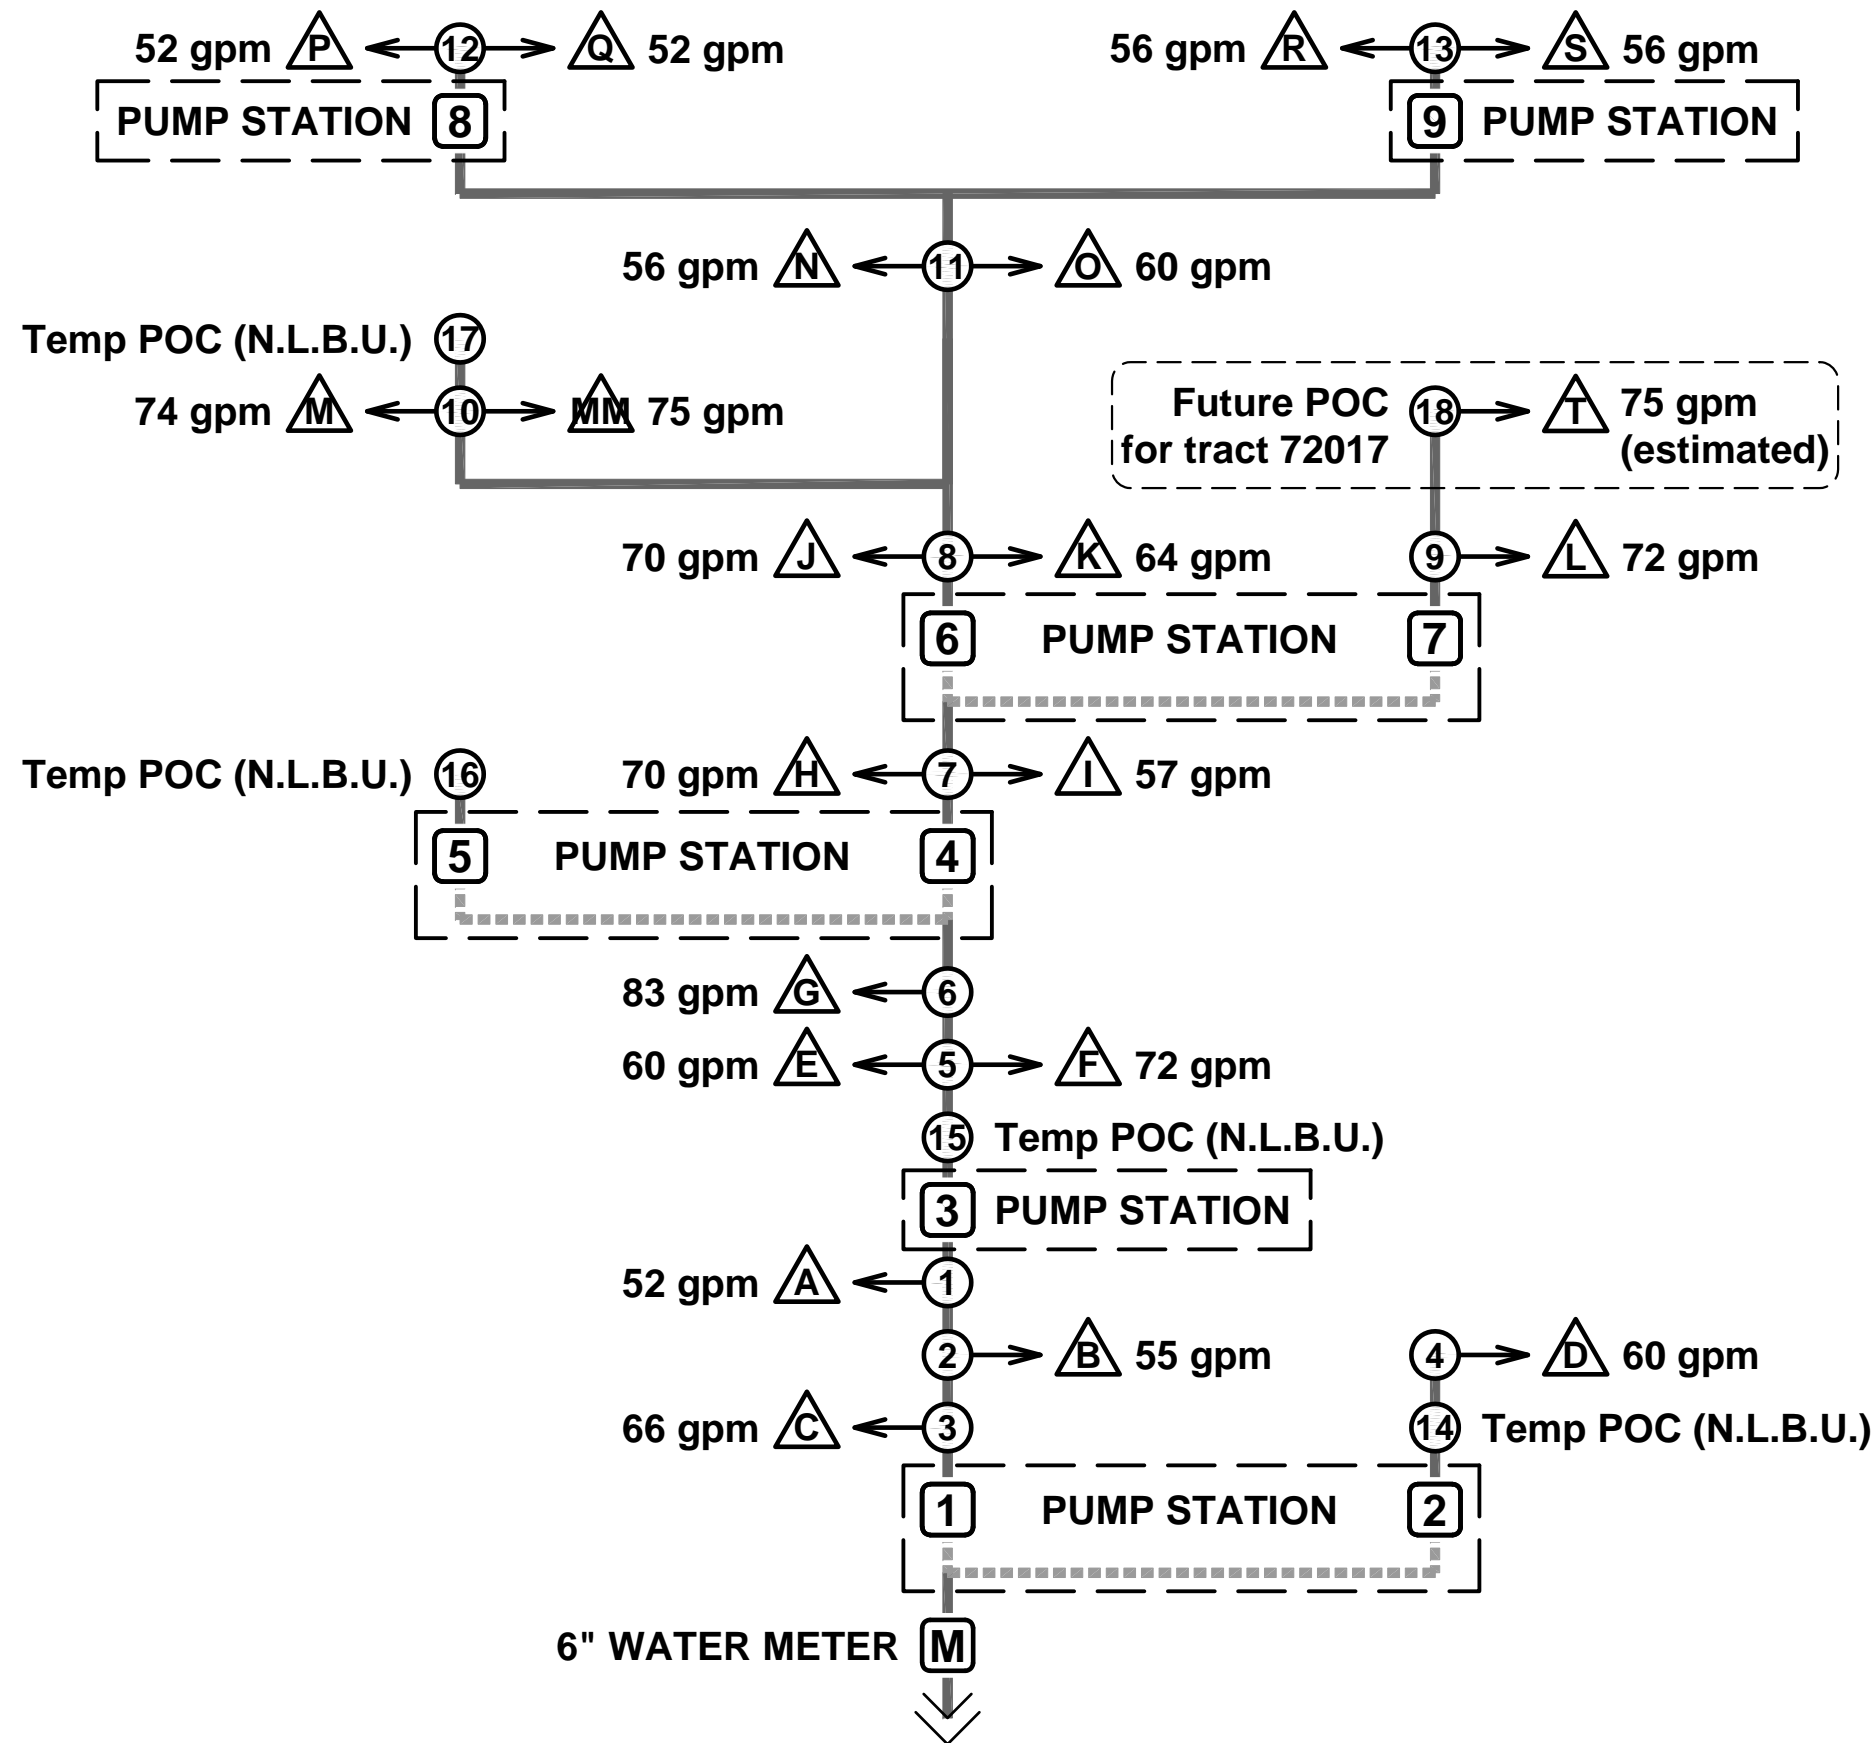 52 gpm P 12 Q 52 gpm
56 gpm R 13 S 56 gpm
PUMP STATION 8
9 PUMP STATION
56 gpm N 11 O 60 gpm
Temp POC (N.L.B.U.) 17
74 gpm M 10 MM 75 gpm
Future POC 18 T 75 gpm
for tract 72017 (estimated)
70 gpm J 8 K 64 gpm
9 L 72 gpm
6 PUMP STATION 7
Temp POC (N.L.B.U.) 16
70 gpm H 7 I 57 gpm
5 PUMP STATION 4
83 gpm G 6
60 gpm E 5 F 72 gpm
15 Temp POC (N.L.B.U.)
3 PUMP STATION
52 gpm A 1
2 B 55 gpm
4 D 60 gpm
66 gpm C 3
14 Temp POC (N.L.B.U.)
1 PUMP STATION 2
6" WATER METER M